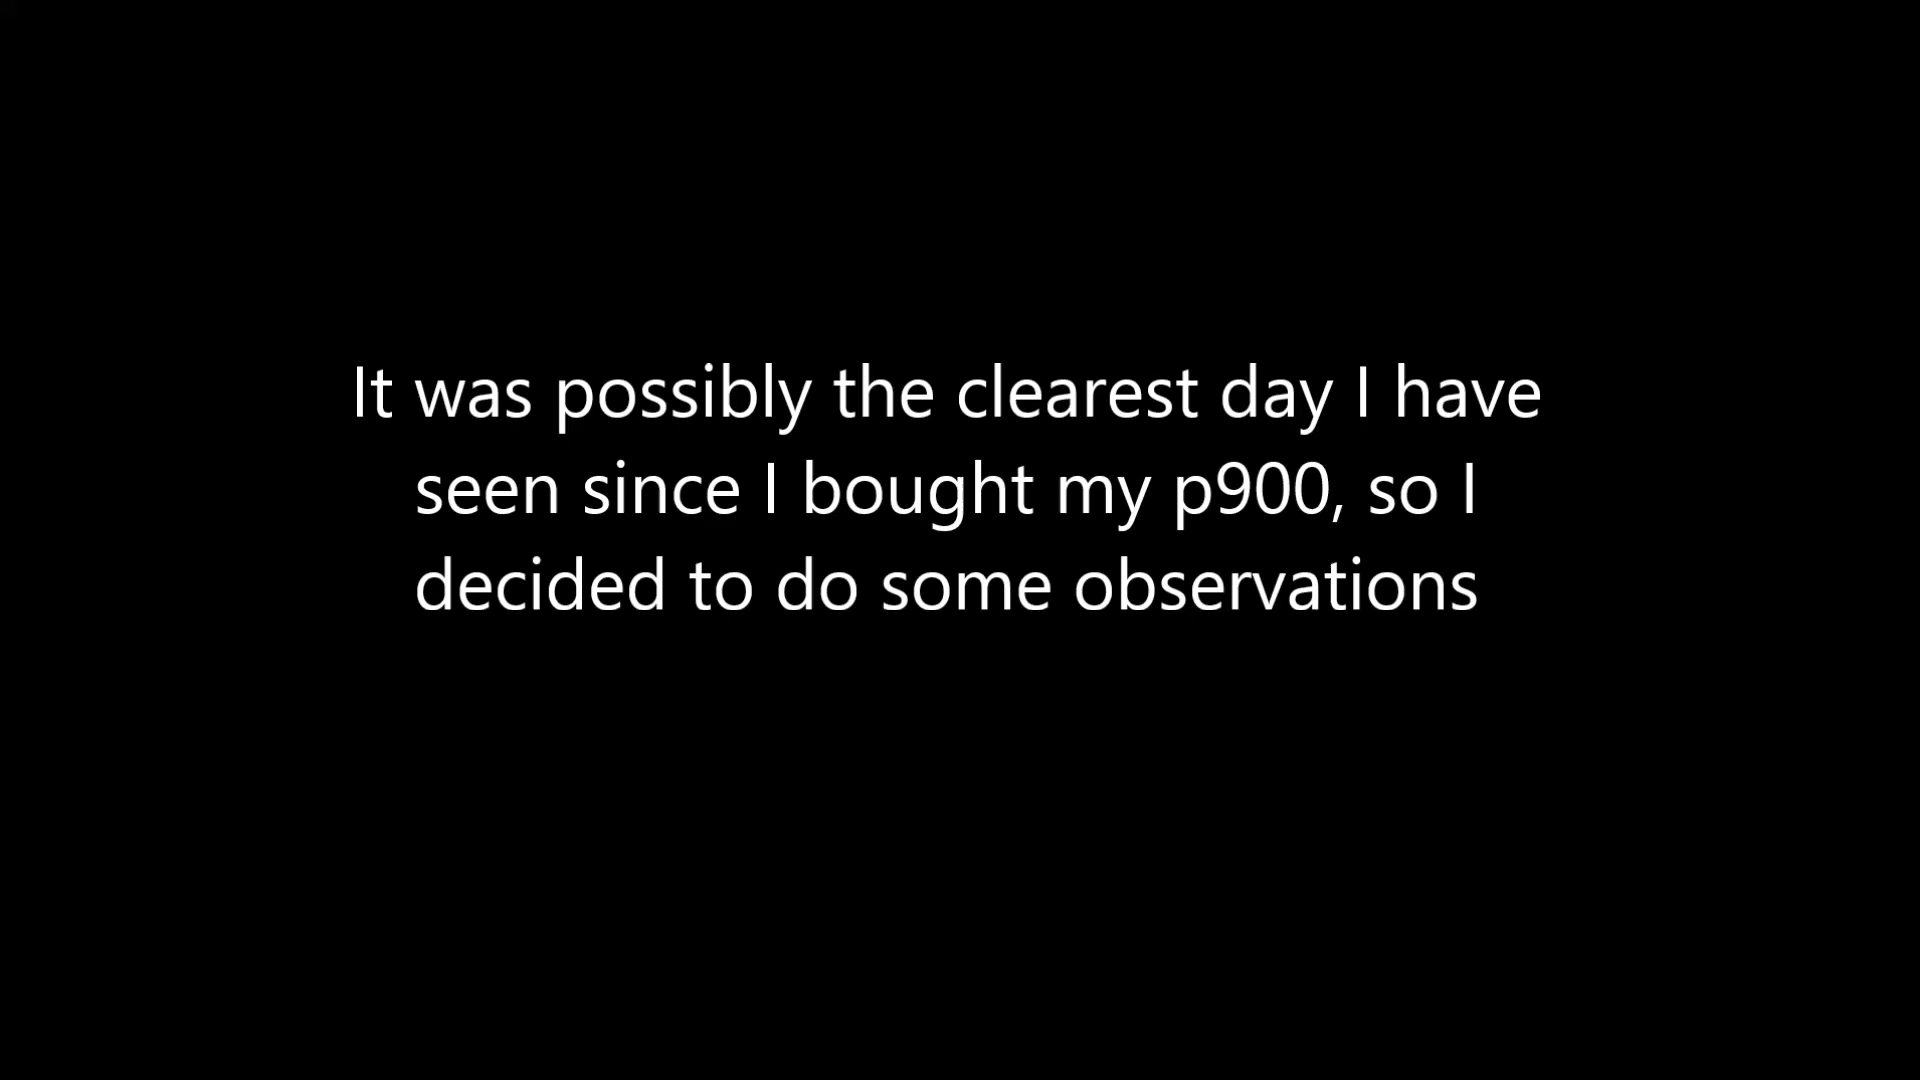 It was possibly the clearest day I have
seen since I bought my p900, so I
decided to do some observations